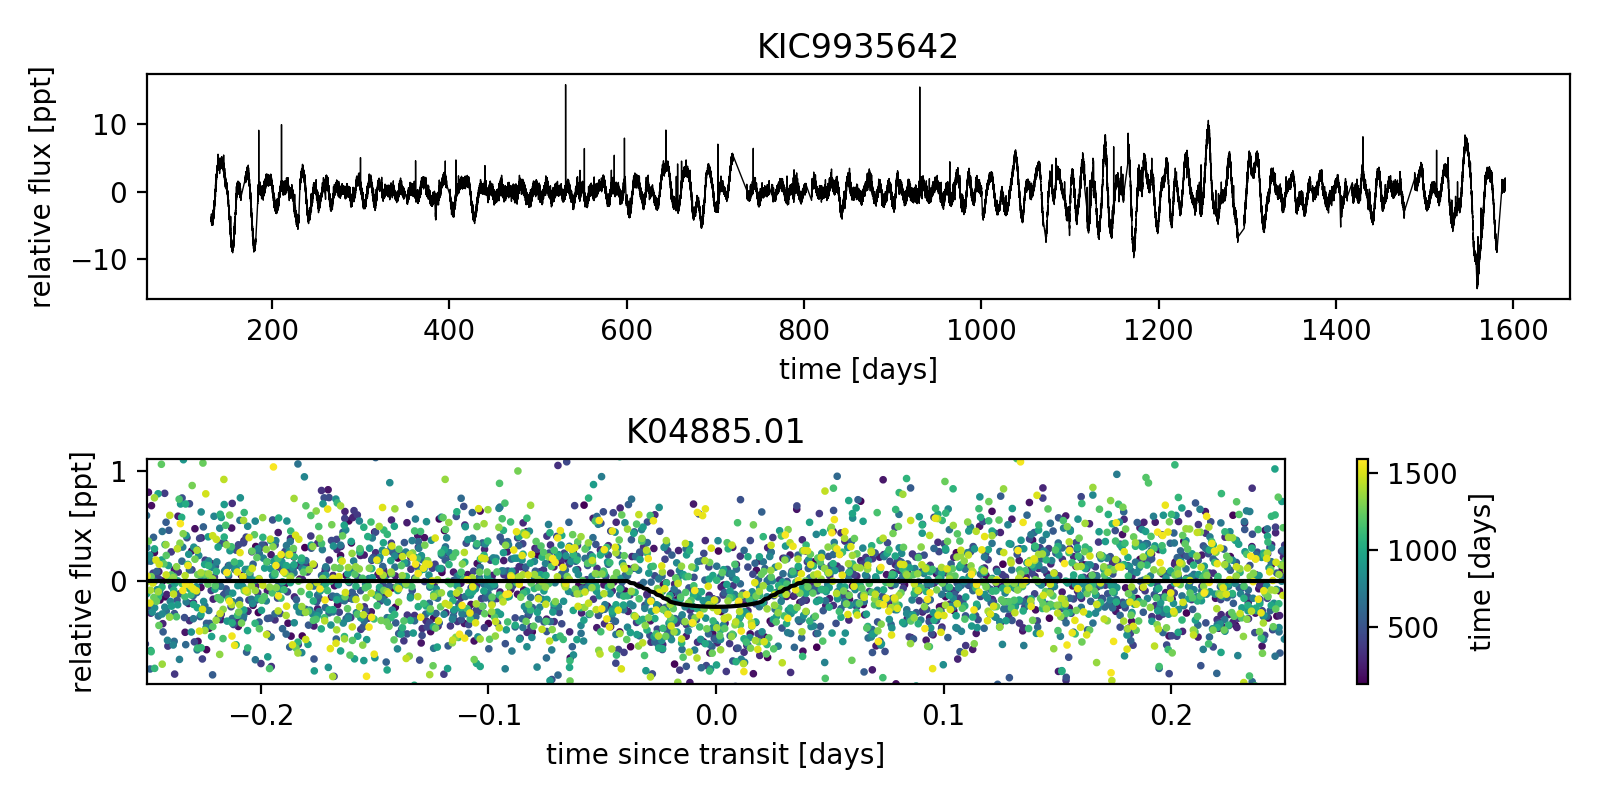 KIC9935642
relative flux [ppt]
10
0
−10
200 400 600 800 1000 1200 1400 1600
time [days]
K04885.01
relative flux [ppt]
1
0
−0.2 −0.1 0.0 0.1 0.2
time since transit [days]
1500
1000
500
time [days]